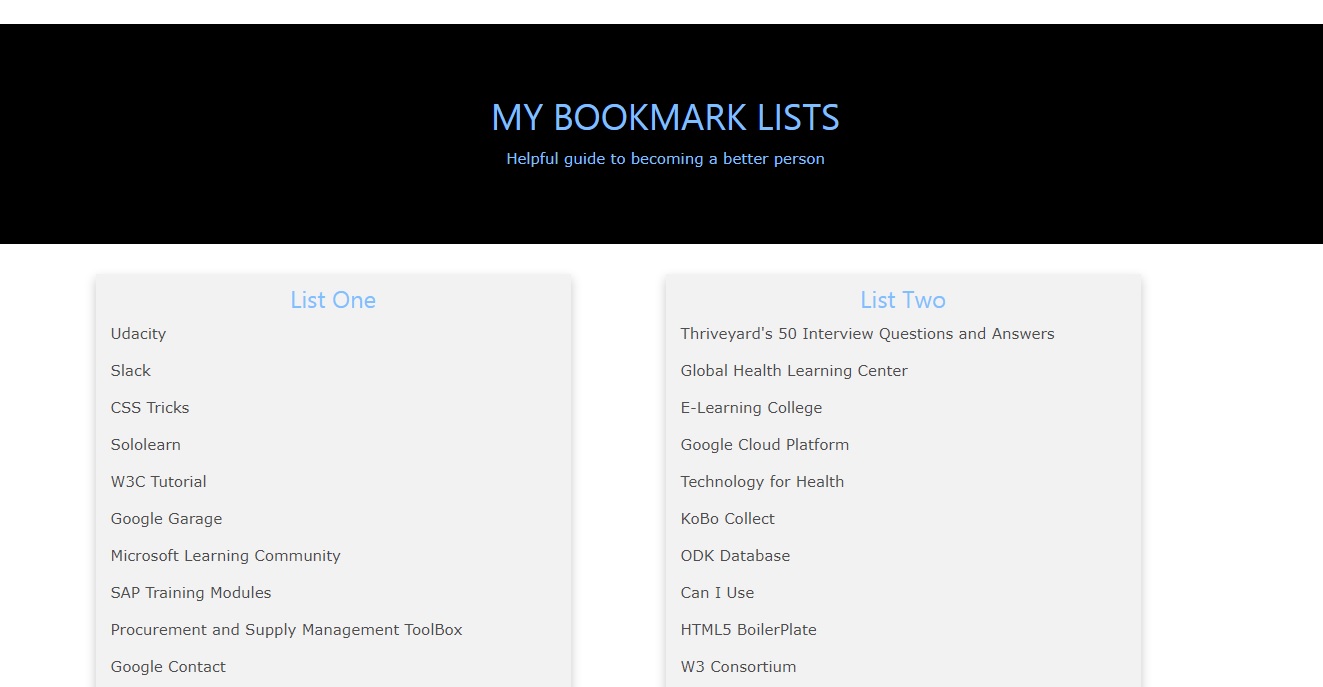 MY BOOKMARK LISTS
Helpful guide to becoming a better person
List One
Udacity
Slack
CSS Tricks
Sololearn
W3C Tutorial
Google Garage
Microsoft Learning Community
SAP Training Modules
Procurement and Supply Management ToolBox
Google Contact
List Two
Thriveyard's 50 Interview Questions and Answers
Global Health Learning Center
E-Learning College
Google Cloud Platform
Technology for Health
KoBo Collect
ODK Database
Can I Use
HTML5 BoilerPlate
W3 Consortium